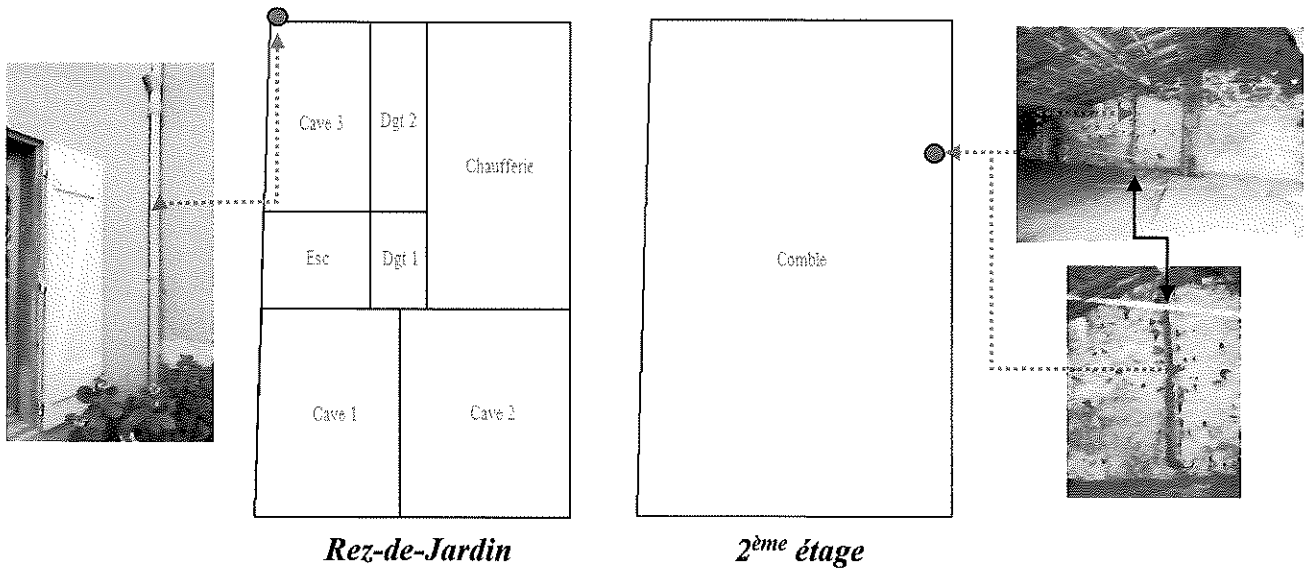 Cave 3
Dgt 2
Chaufferie
Esc
Dgt 1
Cave 1
Cave 2
Comble
Rez-de-Jardin
2ème étage